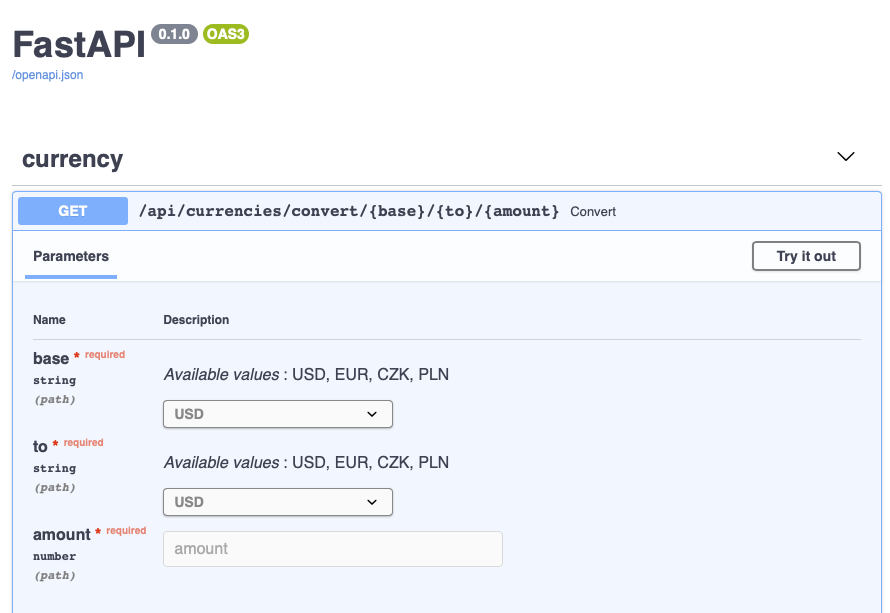 FastAPI 0.1.0 OAS3
/openapi.json
currency
GET /api/currencies/convert/{base}/{to}/{amount} Convert
Parameters Try it out
Name Description
base * required
string
(path)
Available values : USD, EUR, CZK, PLN
USD
to * required
string
(path)
Available values : USD, EUR, CZK, PLN
USD
amount * required
number
(path)
amount